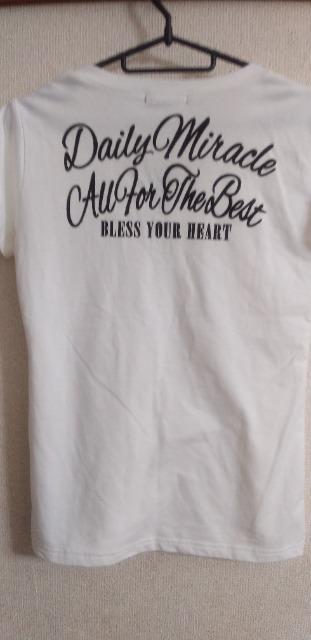 Daily Miracle
All For The Best
BLESS YOUR HEART